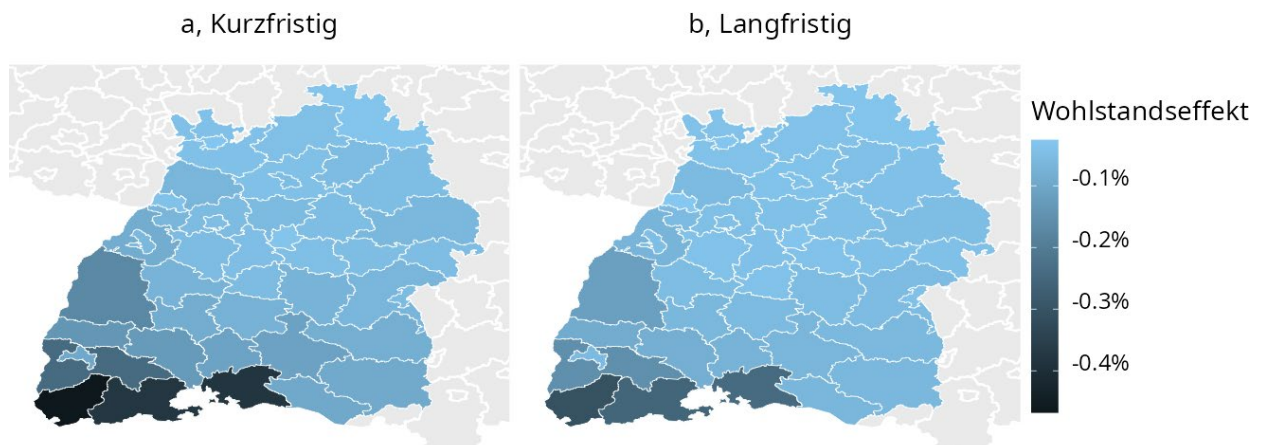 a, Kurzfristig
b, Langfristig
Wohlstandseffekt
-0.1%
-0.2%
-0.3%
-0.4%